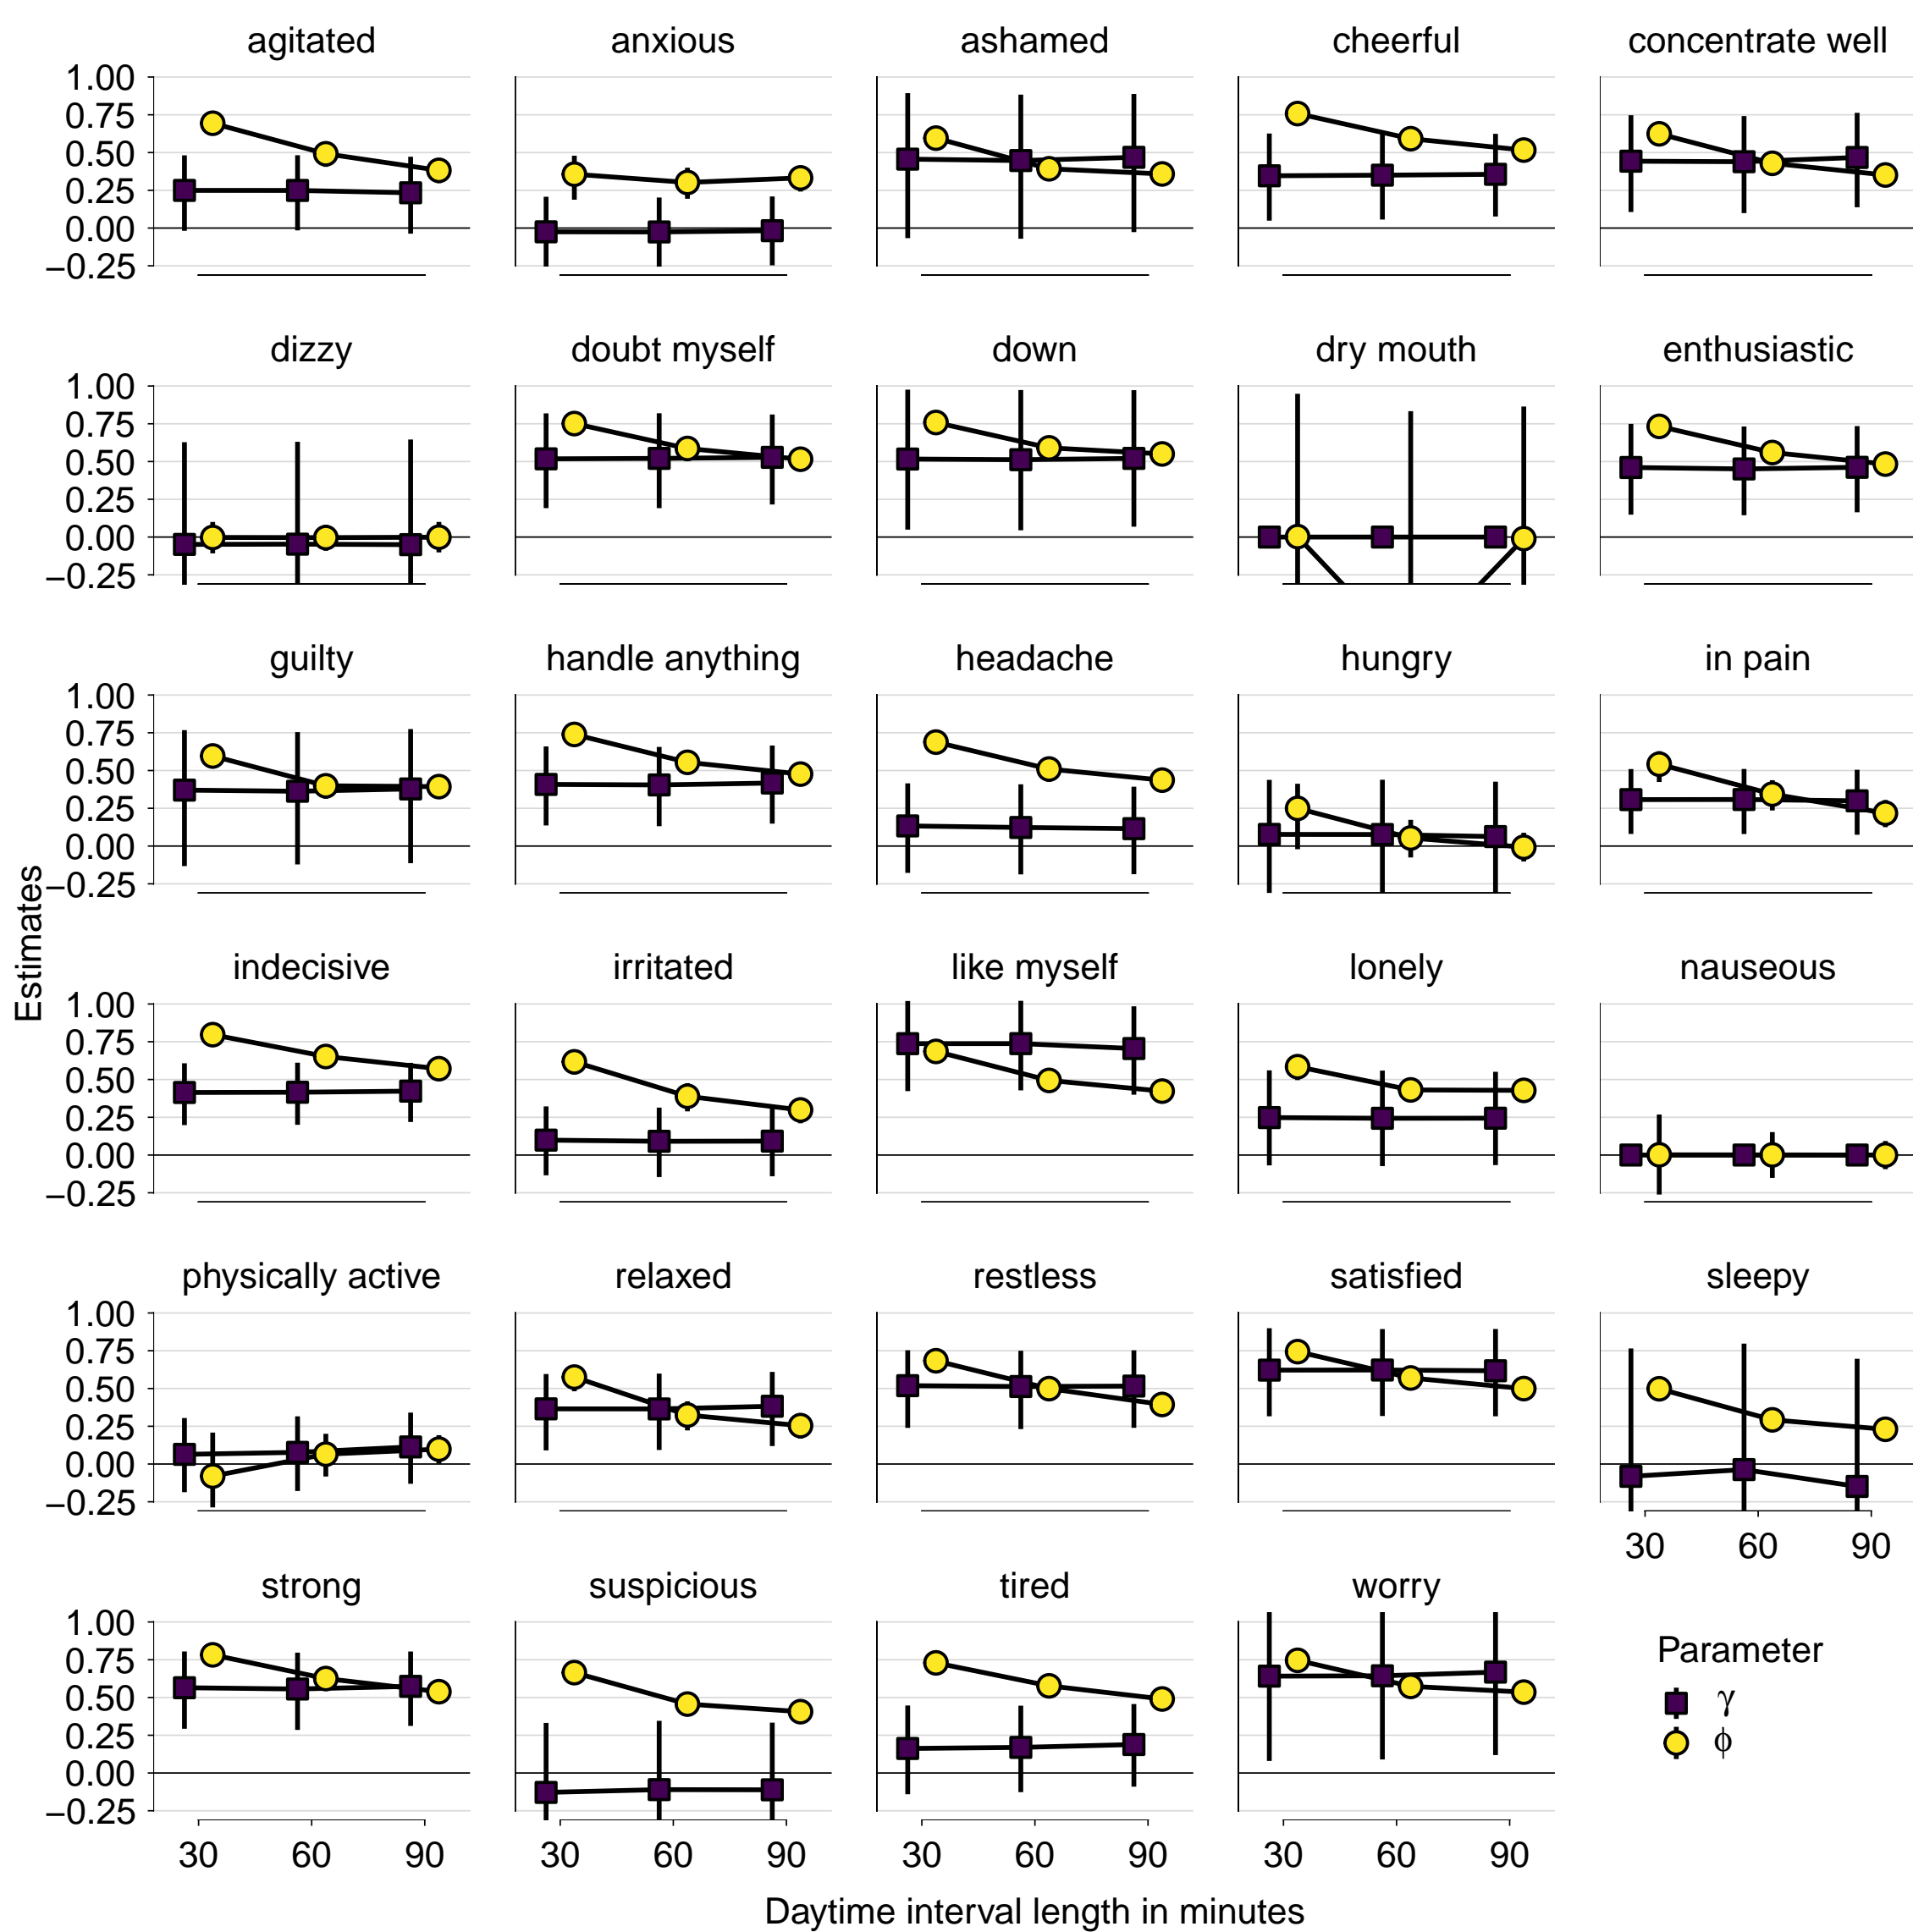 agitated anxious ashamed cheerful concentrate well
1.00
0.75
0.50
0.25
0.00
−0.25
dizzy doubt myself down dry mouth enthusiastic
1.00
0.75
0.50
0.25
0.00
−0.25
guilty handle anything headache hungry in pain
1.00
0.75
0.50
0.25
0.00
−0.25
Estimates
indecisive irritated like myself lonely nauseous
1.00
0.75
0.50
0.25
0.00
−0.25
physically active relaxed restless satisfied sleepy
1.00
0.75
0.50
0.25
0.00
−0.25
30 60 90
strong suspicious tired worry
1.00
0.75
0.50
0.25
0.00
−0.25
30 60 90 30 60 90 30 60 90 30 60 90
Daytime interval length in minutes
Parameter
γ
ϕ